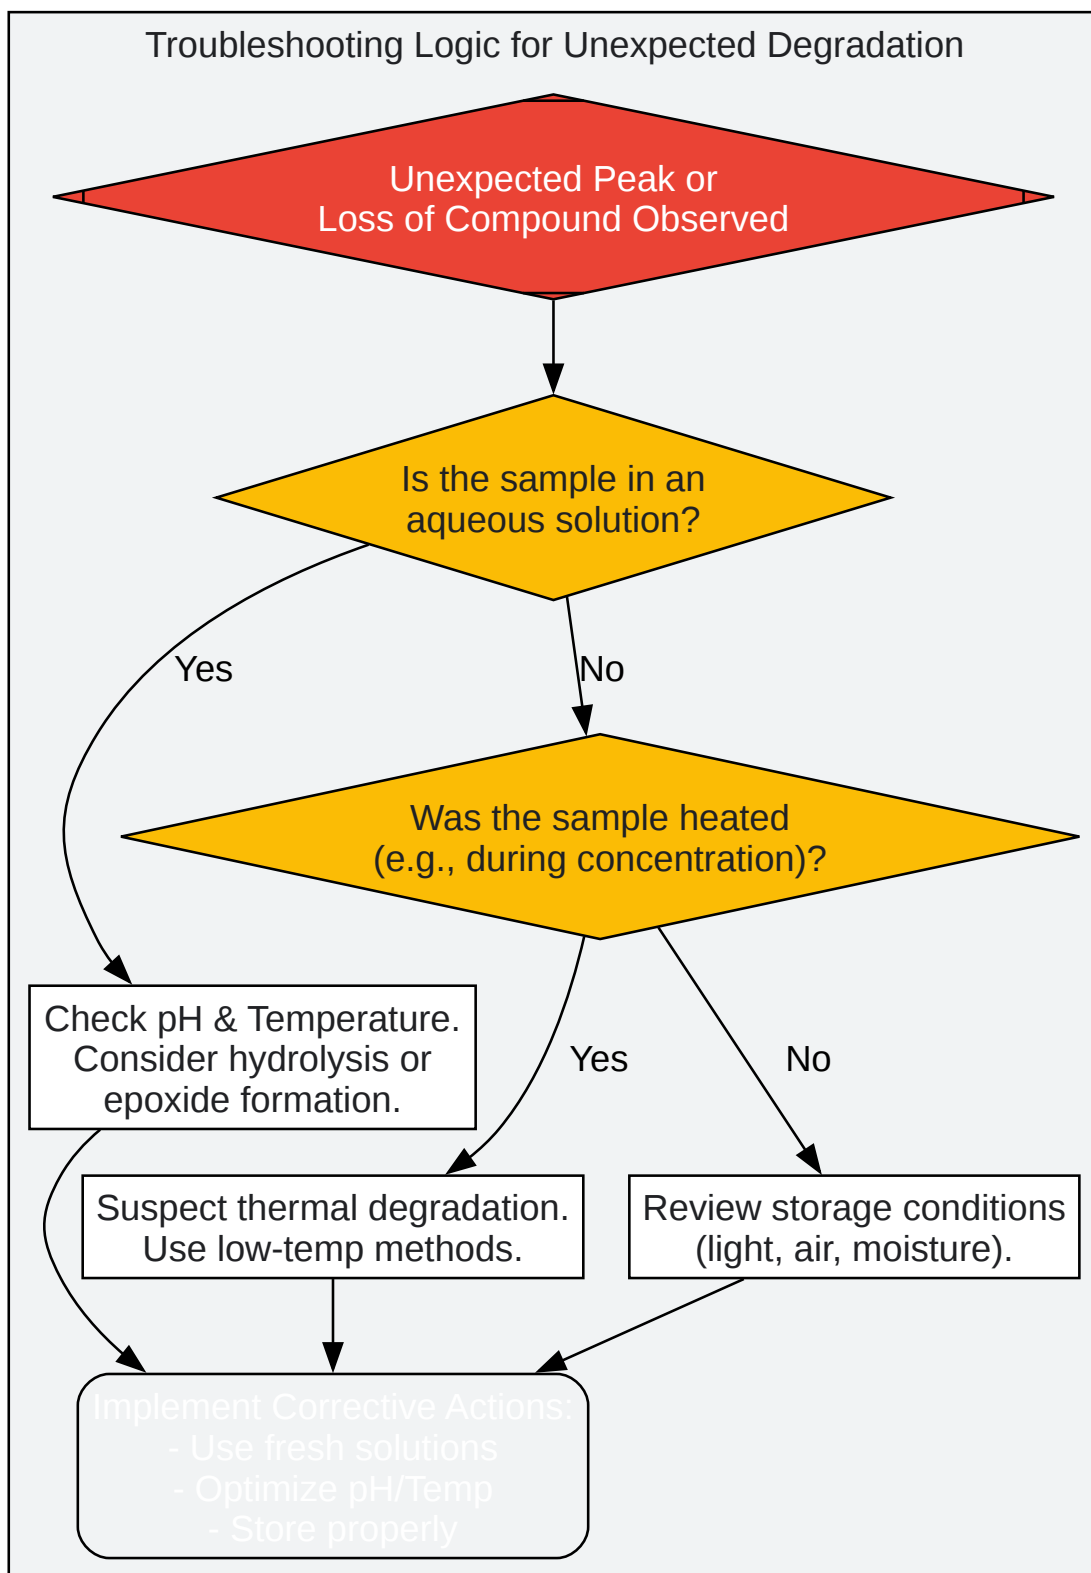 Troubleshooting Logic for Unexpected Degradation
Unexpected Peak or
Loss of Compound Observed
Is the sample in an
aqueous solution?
Yes
No
Was the sample heated
(e.g., during concentration)?
Check pH & Temperature.
Consider hydrolysis or
epoxide formation.
Yes
No
Suspect thermal degradation.
Use low-temp methods.
Review storage conditions
(light, air, moisture).
Implement Corrective Actions:
- Use fresh solutions
- Optimize pH/Temp
- Store properly